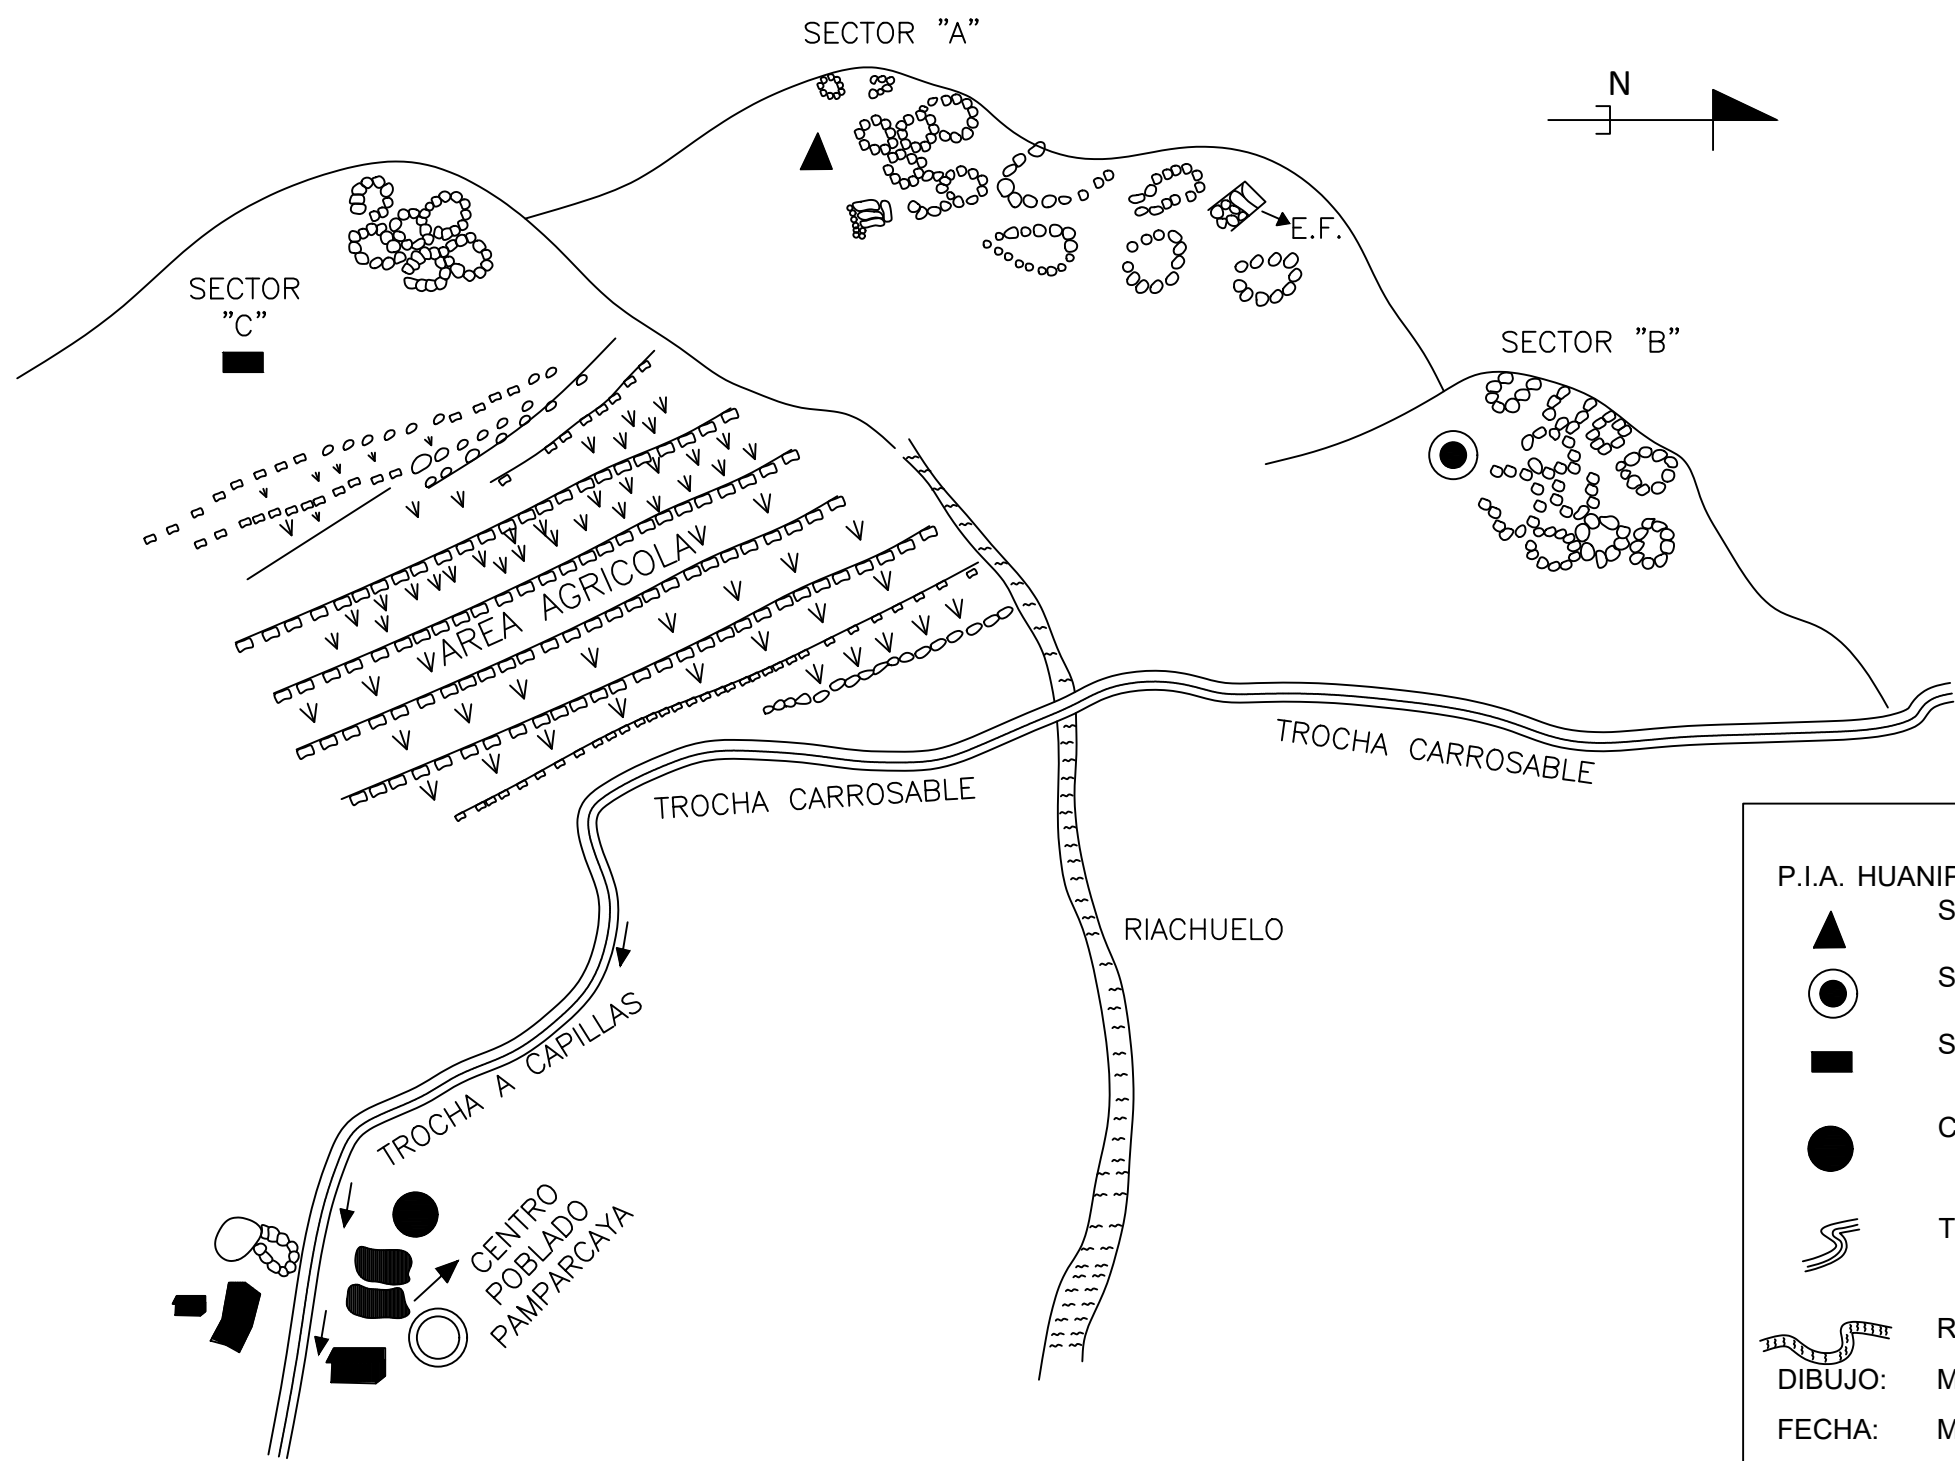 SECTOR "A"
N
E.F.
SECTOR
"C"
SECTOR "B"
AREA AGRICOLA
TROCHA CARROSABLE
TROCHA CARROSABLE
RIACHUELO
TROCHA A CAPILLAS
CENTRO
POBLADO
PAMPARCAYA
P.I.A.
S
S
S
C
T
R
DIBUJO: M
FECHA: M